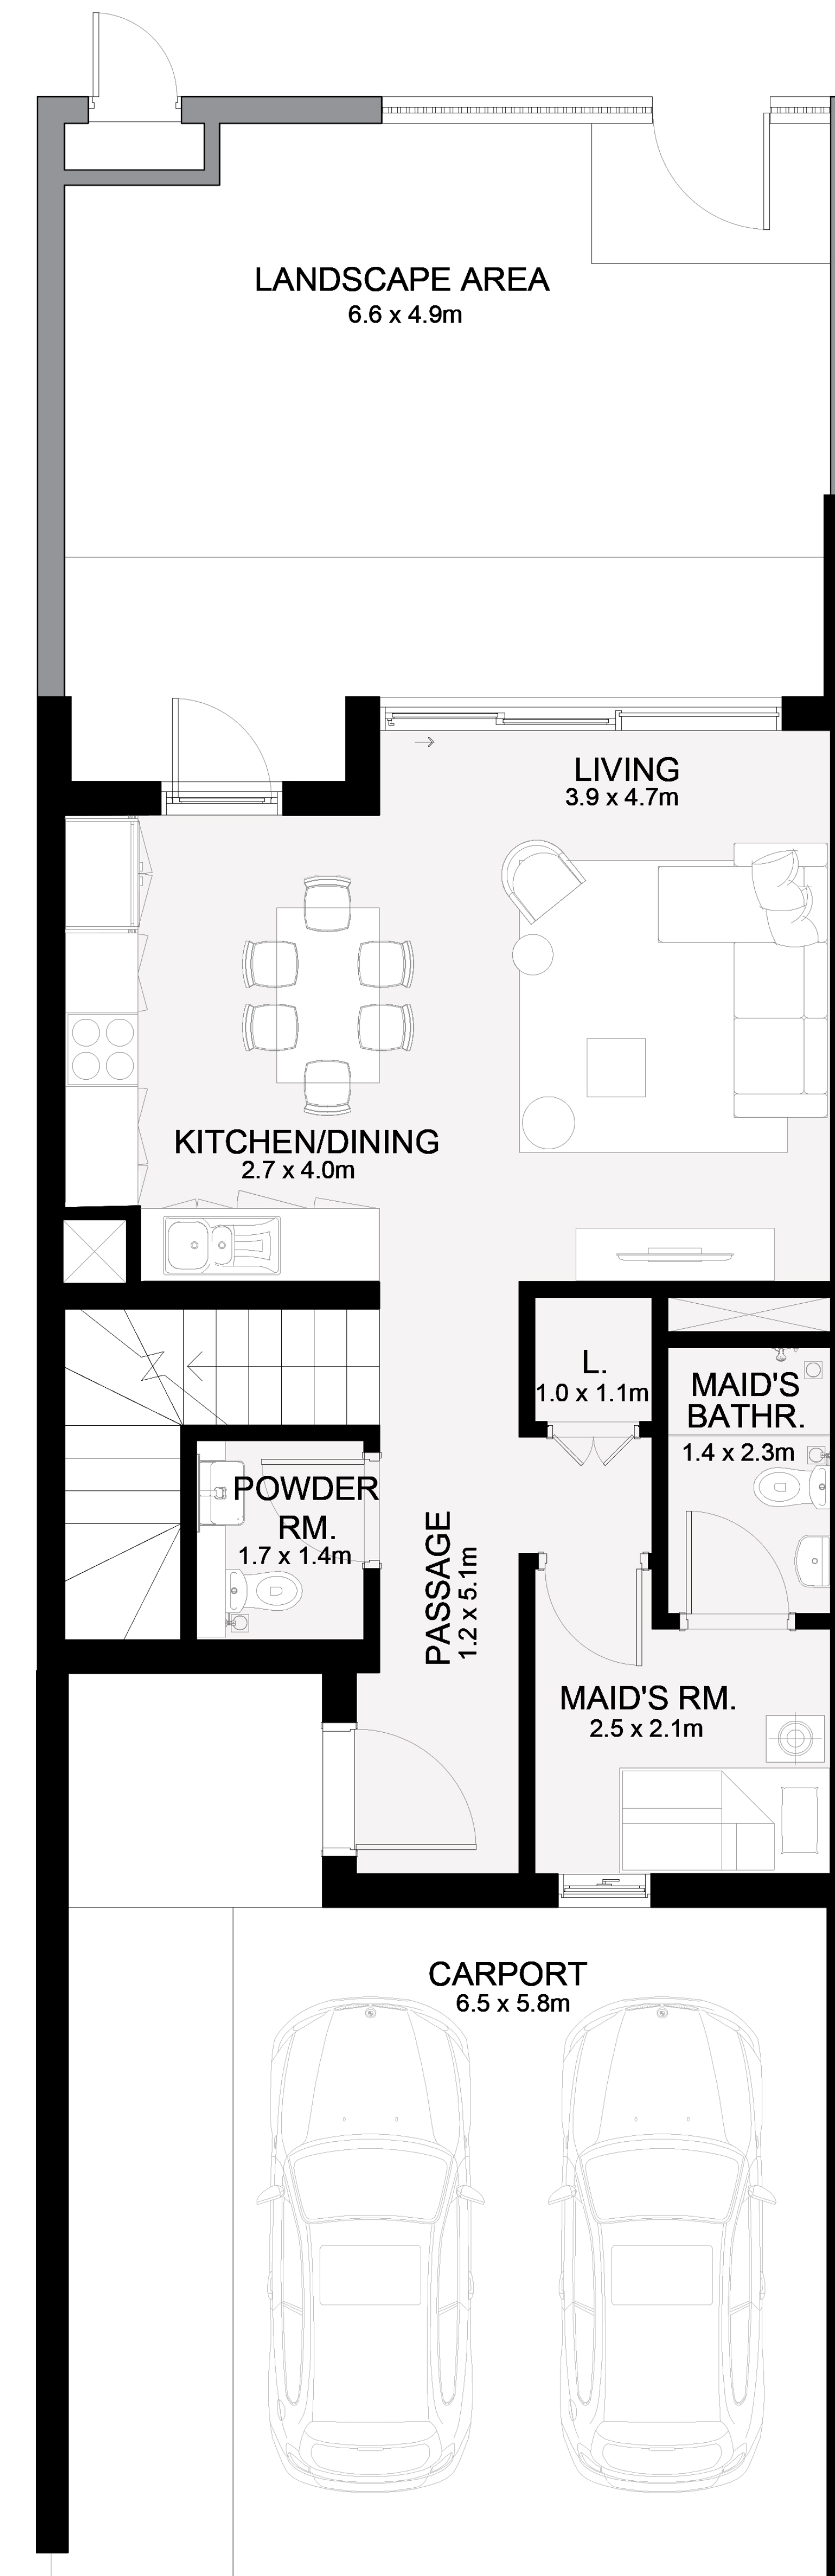 LANDSCAPE AREA
6.6 x 4.9m
LIVING
3.9 x 4.7m
KITCHEN/DINING
2.7 x 4.0m
L.
1.0 x 1.1m
MAID'S
BATHR.
1.4 x 2.3m
POWDER
RM.
1.7 x 1.4m
PASSAGE
1.2 x 5.1m
MAID'S RM.
2.5 x 2.1m
CARPORT
6.5 x 5.8m